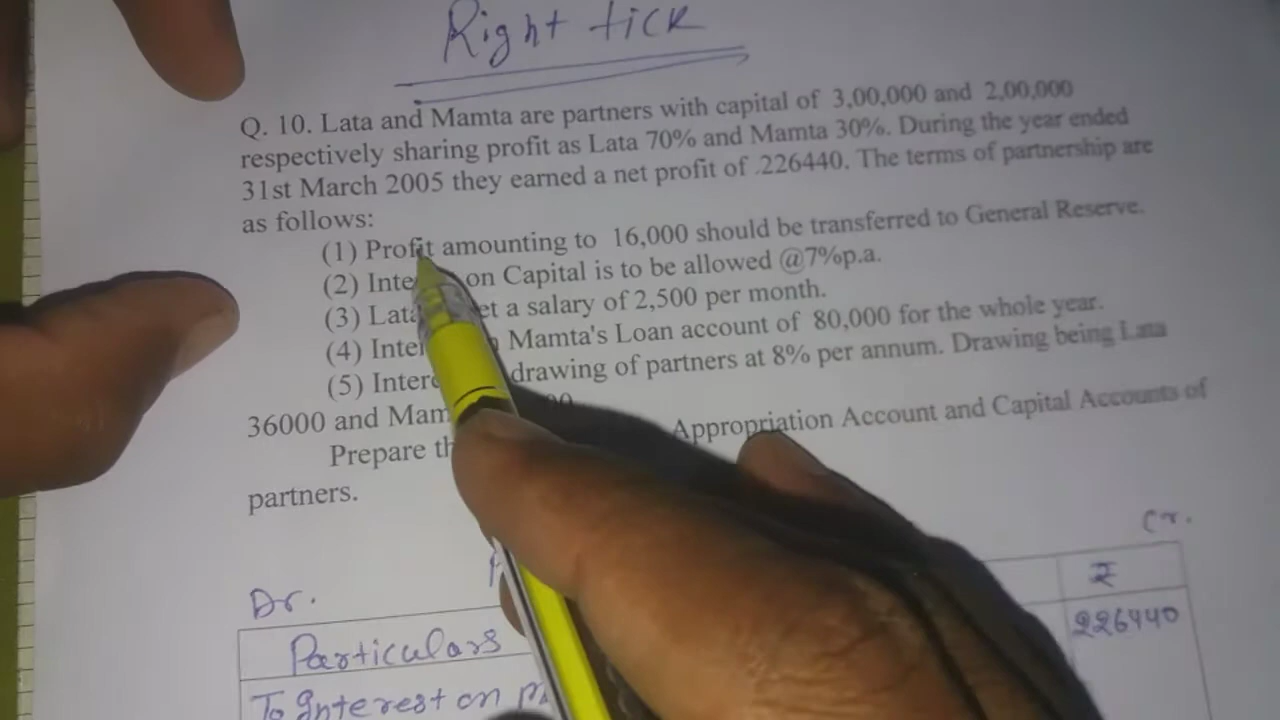 Right tick
Q. 10. Lata and Mamta are partners with capital of 3,00,000 and 2,00,000
respectively sharing profit as Lata 70% and Mamta 30%. During the year ended
31st March 2005 they earned a net profit of .226440. The terms of partnership are
as follows:
(1) Profit amounting to 16,000 should be transferred to General Reserve.
(2) Inte on Capital is to be allowed @7%p.a.
(3) Lata et a salary of 2,500 per month.
(4) Inter Mamta's Loan account of 80,000 for the whole year.
(5) Intere drawing of partners at 8% per annum. Drawing being Lata
36000 and Mam
Prepare th Appropriation Account and Capital Accounts of
partners.
Cr.
Dr. ₹
Particulars 226440
To Interest on